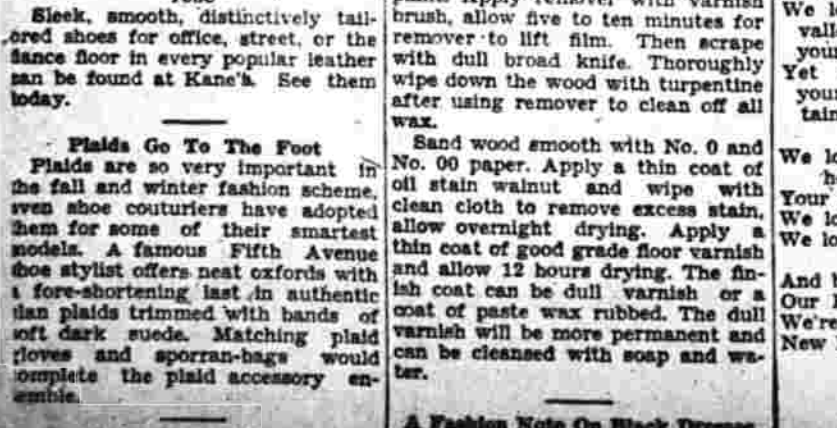 Sleek, smooth, distinctively tail-
ored shoes for office, street, or the
dance floor in every popular leather
can be found at Kane's. See them
today.
Plaids Go To The Foot
Plaids are so very important in
the fall and winter fashion scheme,
even shoe couturiers have adopted
them for some of their smartest
models. A famous Fifth Avenue
shoe stylist offers neat oxfords with
a fore-shortening last in authentic
clan plaids trimmed with bands of
soft dark suede. Matching plaid
gloves and sporran-bags would
complete the plaid accessory en-
semble.
brush, allow five to ten minutes for
remover to lift film. Then scrape
with dull broad knife. Thoroughly
wipe down the wood with turpentine
after using remover to clean off all
wax.
Sand wood smooth with No. 0 and
No. 00 paper. Apply a thin coat of
oil stain walnut and wipe with
clean cloth to remove excess stain,
allow overnight drying. Apply a
thin coat of good grade floor varnish
and allow 12 hours drying. The fin-
ish coat can be dull varnish or a
coat of paste wax rubbed. The dull
varnish will be more permanent and
can be cleansed with soap and wa-
ter.
A Fashion Note On Black Dresses
We
Yet
We
Your
We
We
And
Our
We're
New